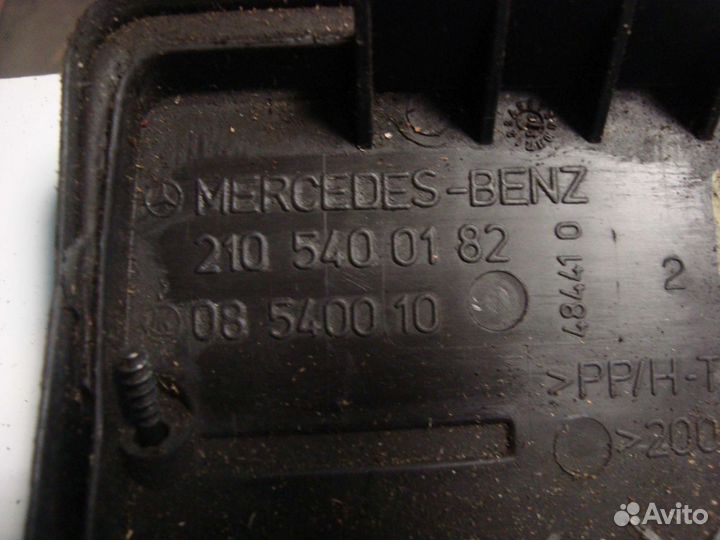 MERCEDES-BENZ
210 540 01 82
08 5400 10
48441 0
2
>PP/H-T
>200
Avito